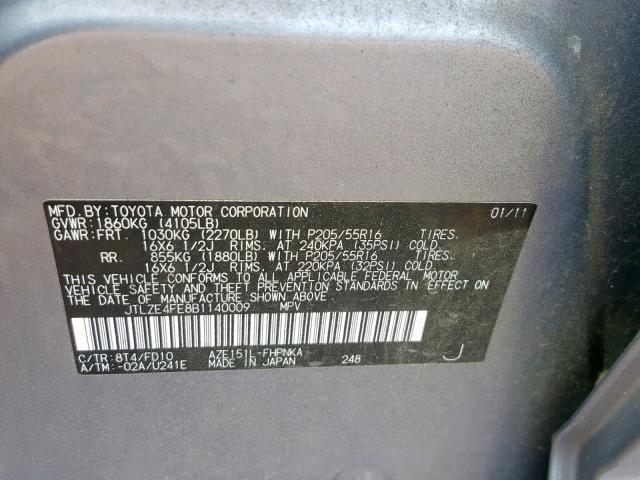 MFD.BY:TOYOTA MOTOR CORPORATION 01/11
GVWR:1860KG (4105LB)
GAWR:FRT. 1030KG (2270LB) WITH P205/55R16 TIRES.
16X6 1/2J RIMS. AT 240KPA (35PSI) COLD.
RR. 855KG (1880LB) WITH P205/55R16 TIRES.
16X6 1/2J RIMS. AT 220KPA (32PSI) COLD.
THIS VEHICLE CONFORMS TO ALL APPLICABLE FEDERAL MOTOR
VEHICLE SAFETY AND THEFT PREVENTION STANDARDS IN EFFECT ON
THE DATE OF MANUFACTURE SHOWN ABOVE.
JTLZE4FE8B1140009 MPV
C/TR:8T4/FD10 AZE151L-FHPNKA
A/TM:-02A/U241E MADE IN JAPAN 248 J